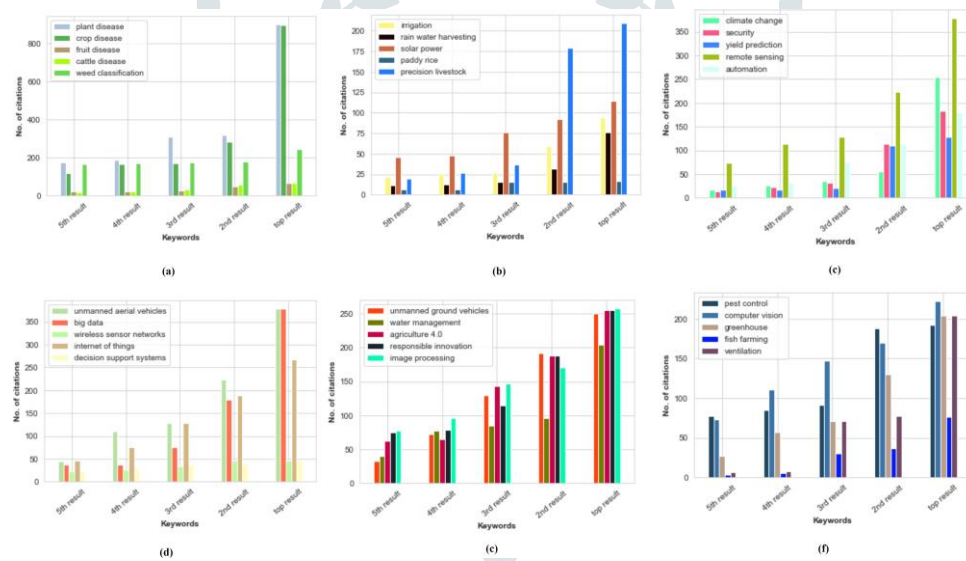 plant disease
crop disease
fruit disease
cattle disease
weed classification
No. of citations
800
600
400
200
0
5th result
4th result
3rd result
2nd result
top result
Keywords
(a)
irrigation
rain water harvesting
solar power
paddy rice
precision livestock
No. of citations
200
175
150
125
100
75
50
25
0
5th result
4th result
3rd result
2nd result
top result
Keywords
(b)
climate change
security
yield prediction
remote sensing
automation
No. of citations
350
300
250
200
150
100
50
0
5th result
4th result
3rd result
2nd result
top result
Keywords
(c)
unmanned aerial vehicles
big data
wireless sensor networks
internet of things
decision support systems
No. of citations
350
300
250
200
150
100
50
0
5th result
4th result
3rd result
2nd result
top result
Keywords
(d)
unmanned ground vehicles
water management
agriculture 4.0
responsible innovation
image processing
No. of citations
250
200
150
100
50
0
5th result
4th result
3rd result
2nd result
top result
Keywords
(e)
pest control
computer vision
greenhouse
fish farming
ventilation
No. of citations
200
150
100
50
0
5th result
4th result
3rd result
2nd result
top result
Keywords
(f)